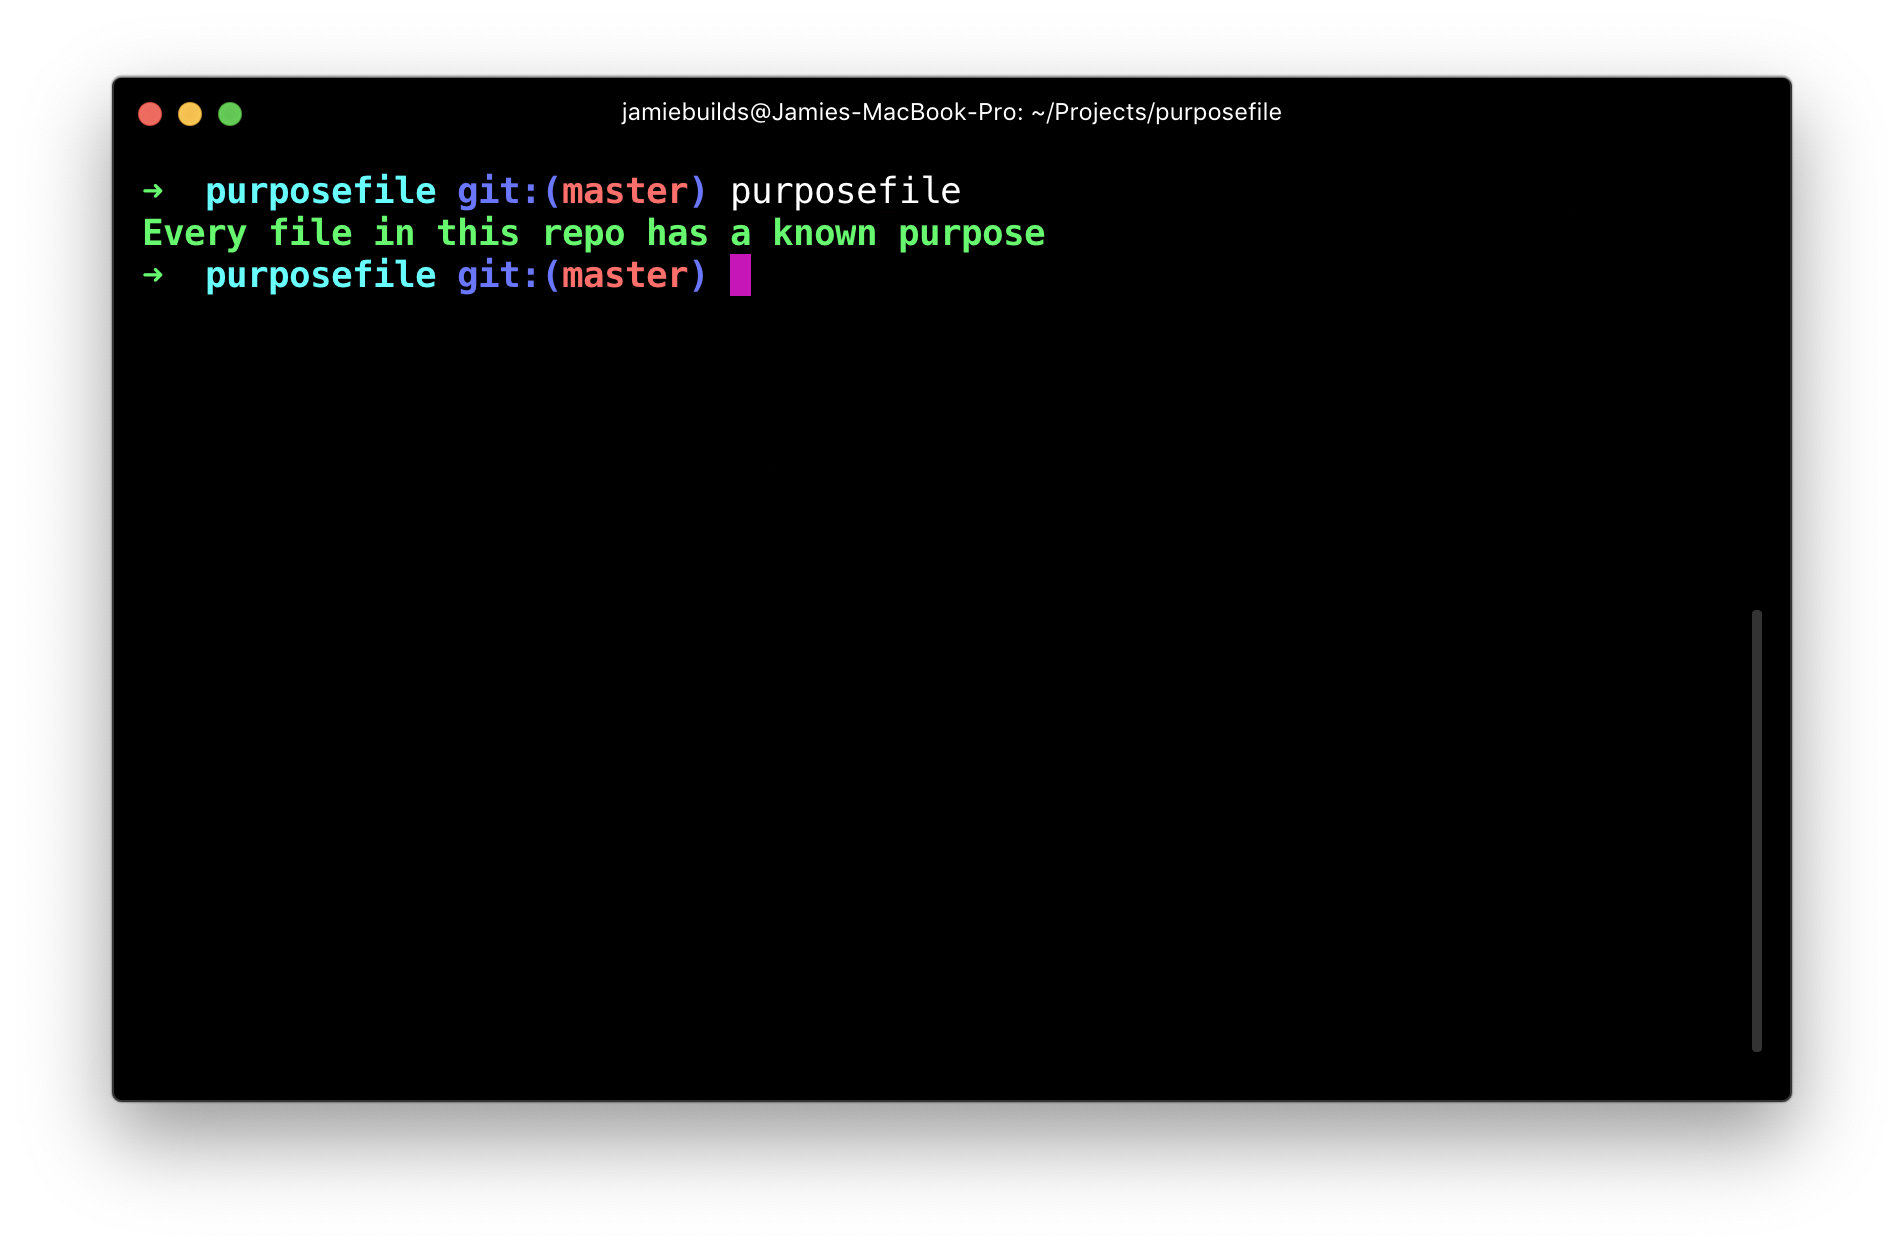 jamiebuilds@Jamies-MacBook-Pro: ~/Projects/purposefile
➜  purposefile git:(master) purposefile
Every file in this repo has a known purpose
➜  purposefile git:(master)